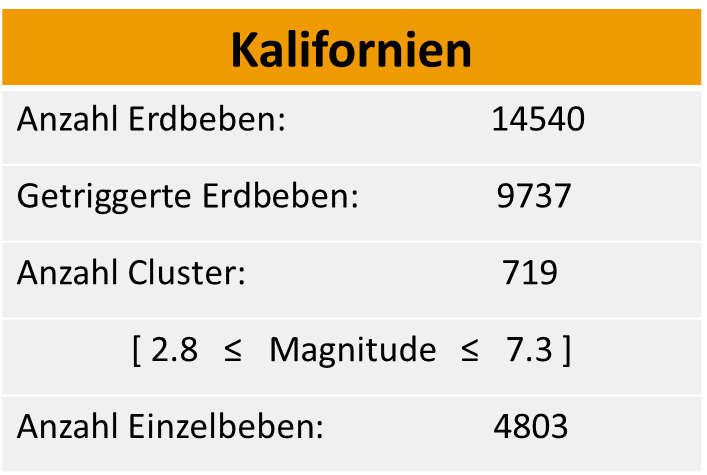 Kalifornien
Anzahl Erdbeben: 14540
Getriggerte Erdbeben: 9737
Anzahl Cluster: 719
[ 2.8 ≤ Magnitude ≤ 7.3 ]
Anzahl Einzelbeben: 4803